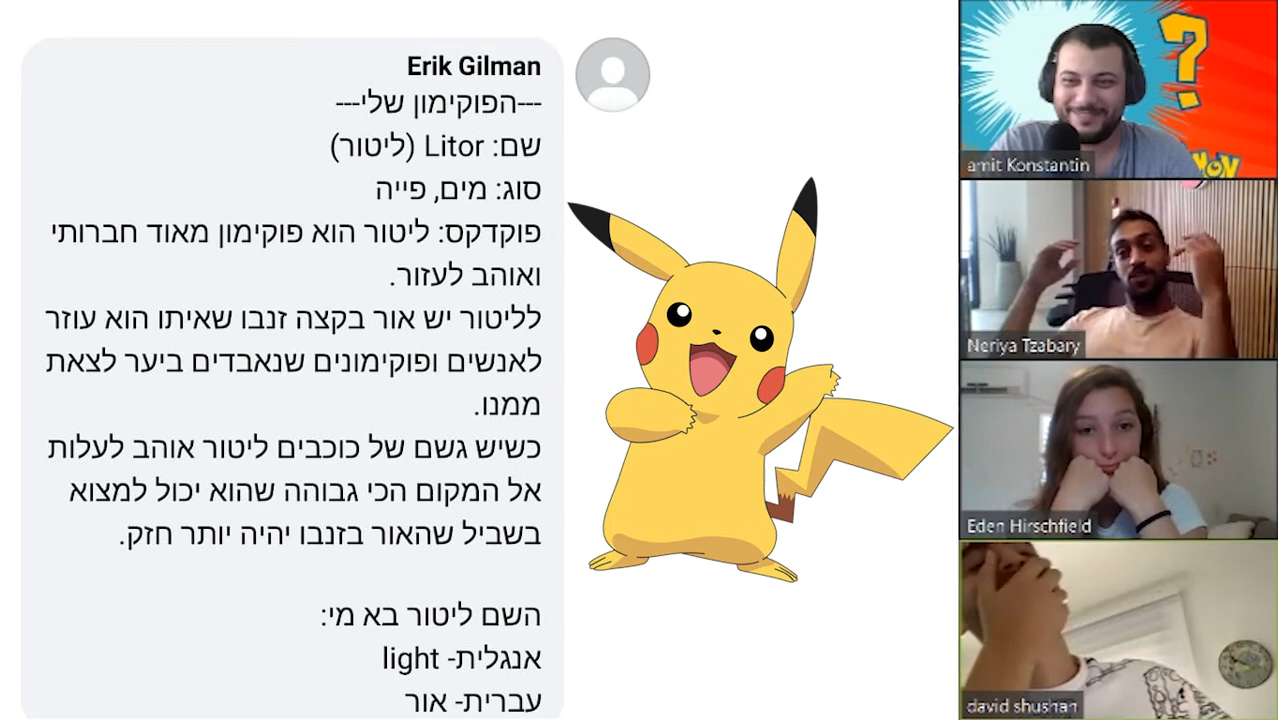 Erik Gilman
---הפוקימון שלי---
שם: Litor (ליטור)
סוג: מים, פייה
פוקדקס: ליטור הוא פוקימון מאוד חברותי
ואוהב לעזור.
לליטור יש אור בקצה זנבו שאיתו הוא עוזר
לאנשים ופוקימונים שנאבדים ביער לצאת
ממנו.
כשיש גשם של כוכבים ליטור אוהב לעלות
אל המקום הכי גבוהה שהוא יכול למצוא
בשביל שהאור בזנבו יהיה יותר חזק.
השם ליטור בא מי:
אנגלית- light
עברית- אור
?
amit Konstantin
Neriya Tzabary
Eden Hirschfield
david shushan